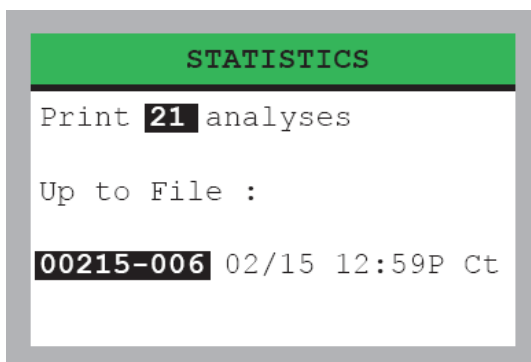 STATISTICS
Print 21 analyses
Up to File :
00215-006 02/15 12:59P Ct